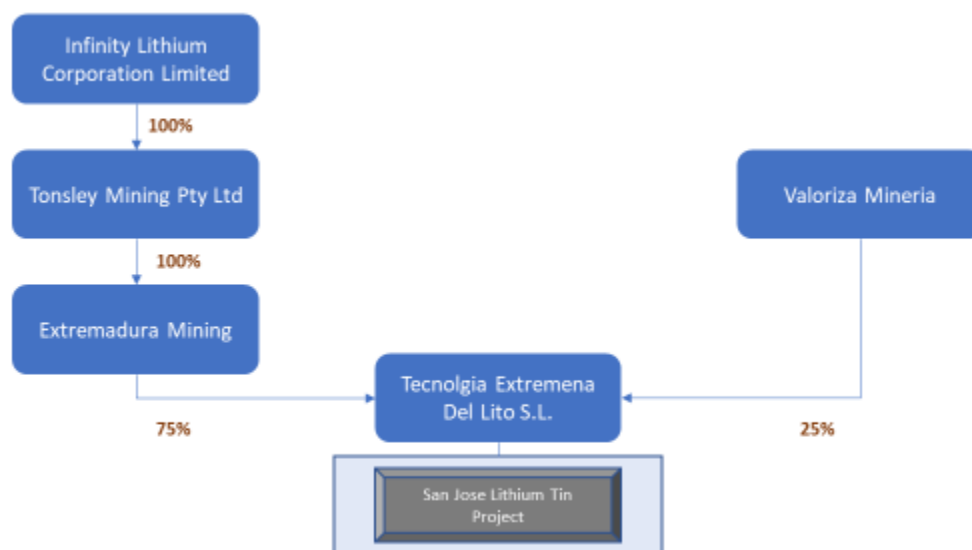 Infinity Lithium
Corporation Limited
100%
Tonsley Mining Pty Ltd
Valoriza Mineria
100%
Extremadura Mining
Tecnolgia Extremena
Del Lito S.L.
75%
25%
San Jose Lithium Tin
Project